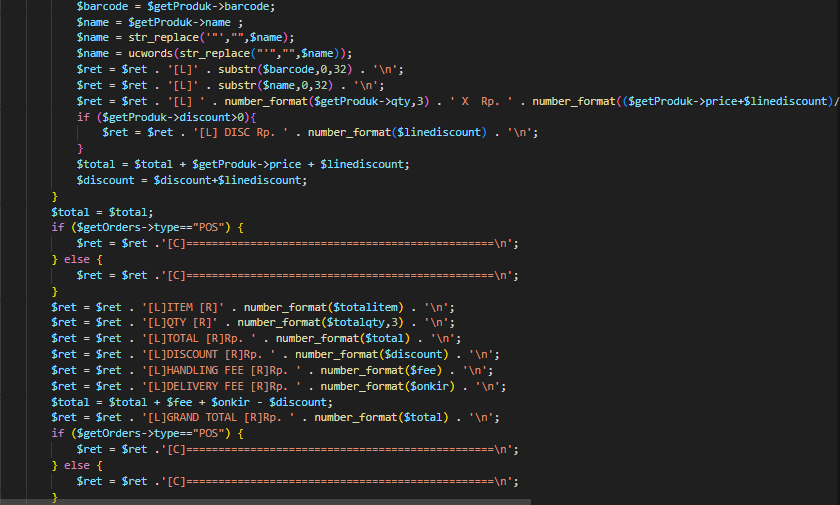 $barcode = $getProduk->barcode;
$name = $getProduk->name ;
$name = str_replace('"',"",$name);
$name = ucwords(str_replace("'","",$name));
$ret = $ret . '[L]' . substr($barcode,0,32) . '\n';
$ret = $ret . '[L]' . substr($name,0,32) . '\n';
$ret = $ret . '[L] ' . number_format($getProduk->qty,3) . ' X  Rp. ' . number_format(($getProduk->price+$linediscount)/
if ($getProduk->discount>0){
$ret = $ret . '[L] DISC Rp. ' . number_format($linediscount) . '\n';
}
$total = $total + $getProduk->price + $linediscount;
$discount = $discount+$linediscount;
}
$total = $total;
if ($getOrders->type=="POS") {
$ret = $ret .'[C]================================================\n';
} else {
$ret = $ret .'[C]================================================\n';
}
$ret = $ret . '[L]ITEM [R]' . number_format($totalitem) . '\n';
$ret = $ret . '[L]QTY [R]' . number_format($totalqty,3) . '\n';
$ret = $ret . '[L]TOTAL [R]Rp. ' . number_format($total) . '\n';
$ret = $ret . '[L]DISCOUNT [R]Rp. ' . number_format($discount) . '\n';
$ret = $ret . '[L]HANDLING FEE [R]Rp. ' . number_format($fee) . '\n';
$ret = $ret . '[L]DELIVERY FEE [R]Rp. ' . number_format($onkir) . '\n';
$total = $total + $fee + $onkir - $discount;
$ret = $ret . '[L]GRAND TOTAL [R]Rp. ' . number_format($total) . '\n';
if ($getOrders->type=="POS") {
$ret = $ret .'[C]================================================\n';
} else {
$ret = $ret .'[C]================================================\n';
}